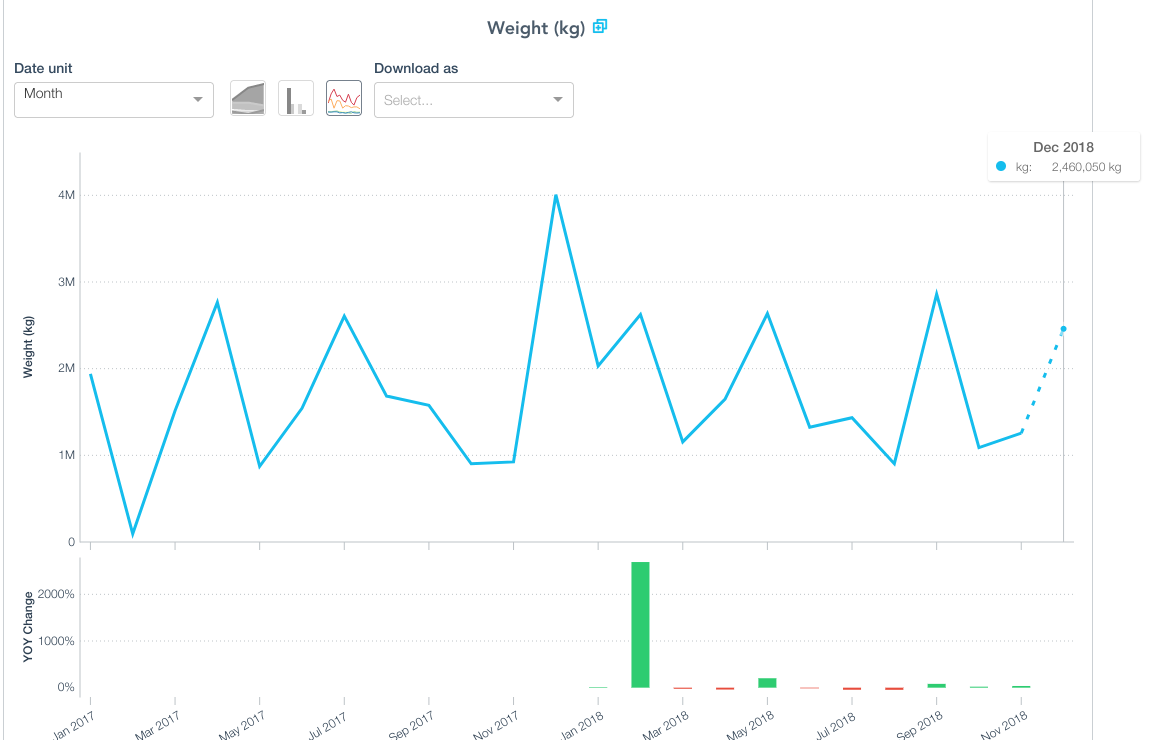 Weight (kg)
Date unit
Download as
Month
Select...
Dec 2018
kg: 2,460,050 kg
Weight (kg)
4M
3M
2M
1M
0
YOY Change
2000%
1000%
0%
Jan 2017
Mar 2017
May 2017
Jul 2017
Sep 2017
Nov 2017
Jan 2018
Mar 2018
May 2018
Jul 2018
Sep 2018
Nov 2018